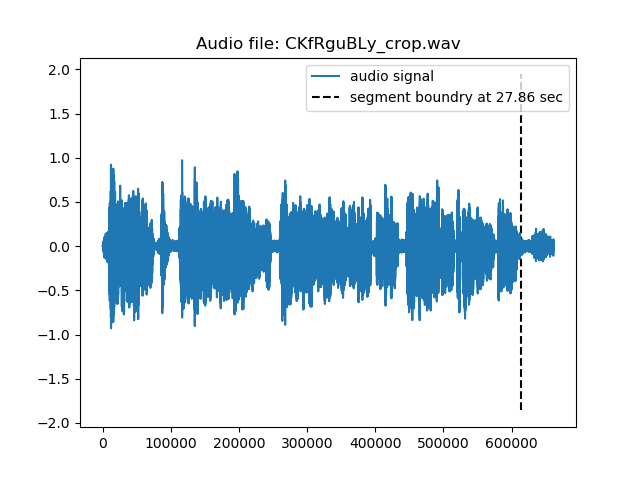 Audio file: CKfRguBLy_crop.wav
audio signal
segment boundry at 27.86 sec
2.0
1.5
1.0
0.5
0.0
−0.5
−1.0
−1.5
−2.0
0 100000 200000 300000 400000 500000 600000